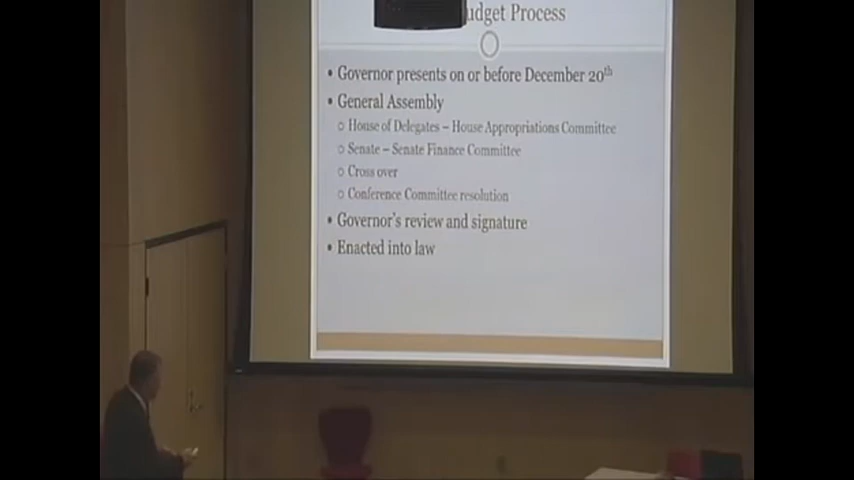 udget Process
• Governor presents on or before December 20th
• General Assembly
○ House of Delegates – House Appropriations Committee
○ Senate – Senate Finance Committee
○ Cross over
○ Conference Committee resolution
• Governor's review and signature
• Enacted into law